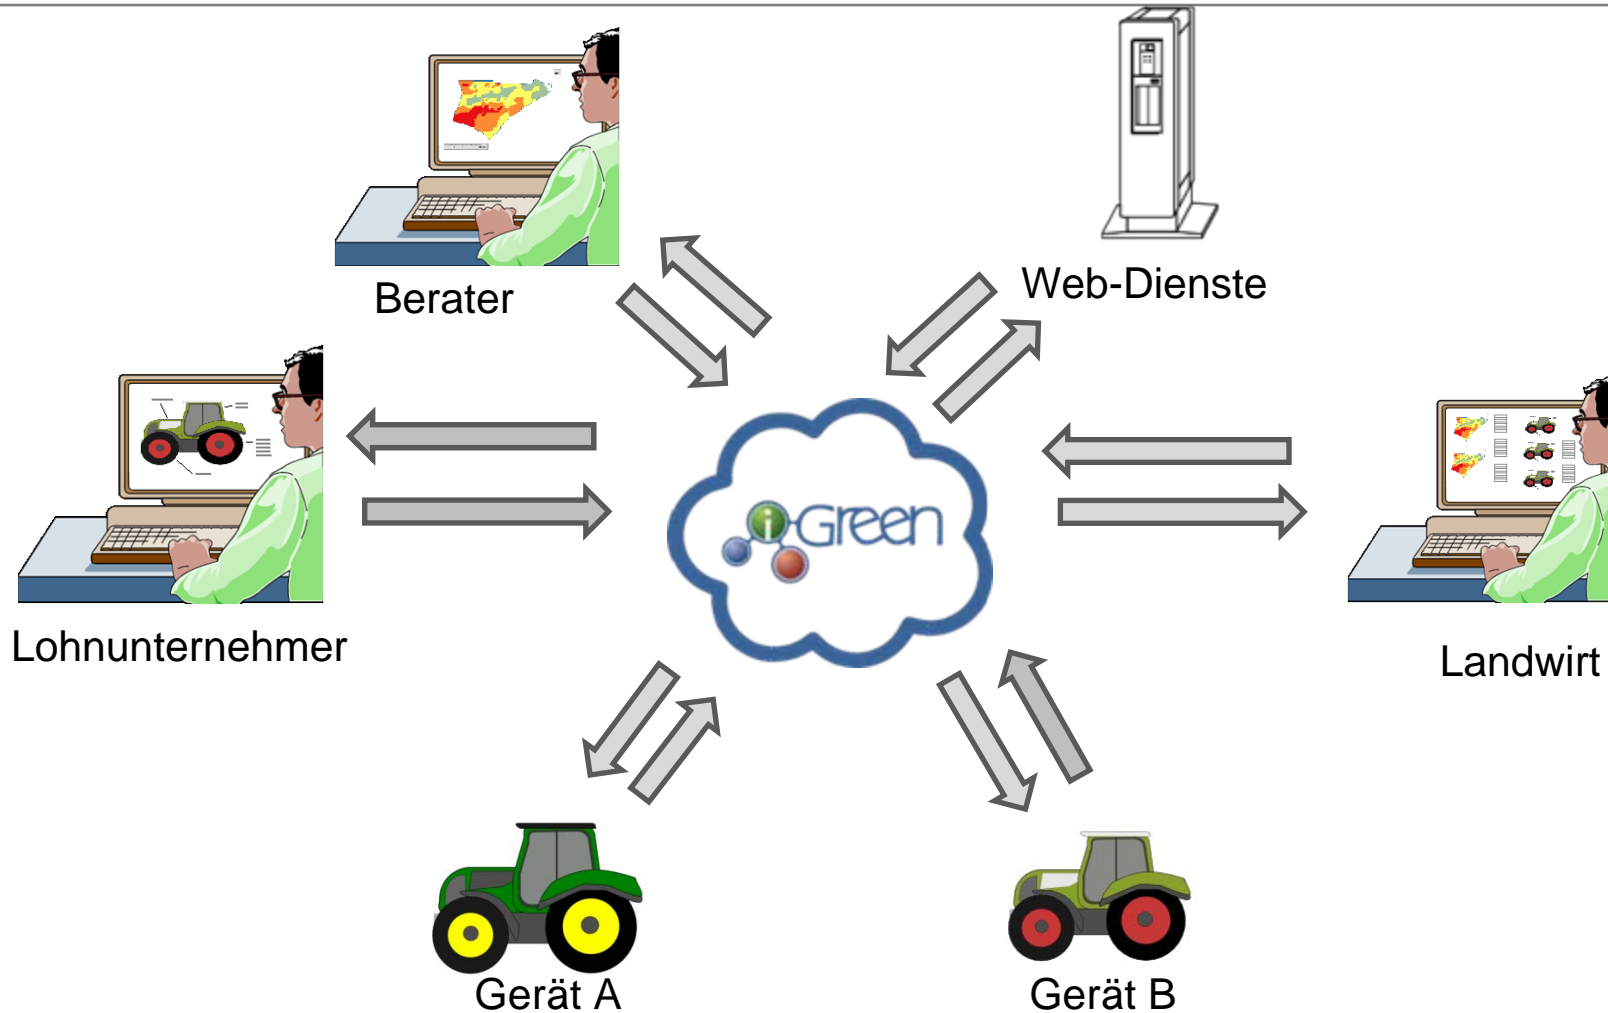 Berater
Web-Dienste
iGreen
Lohnunternehmer
Landwirt
Gerät A
Gerät B